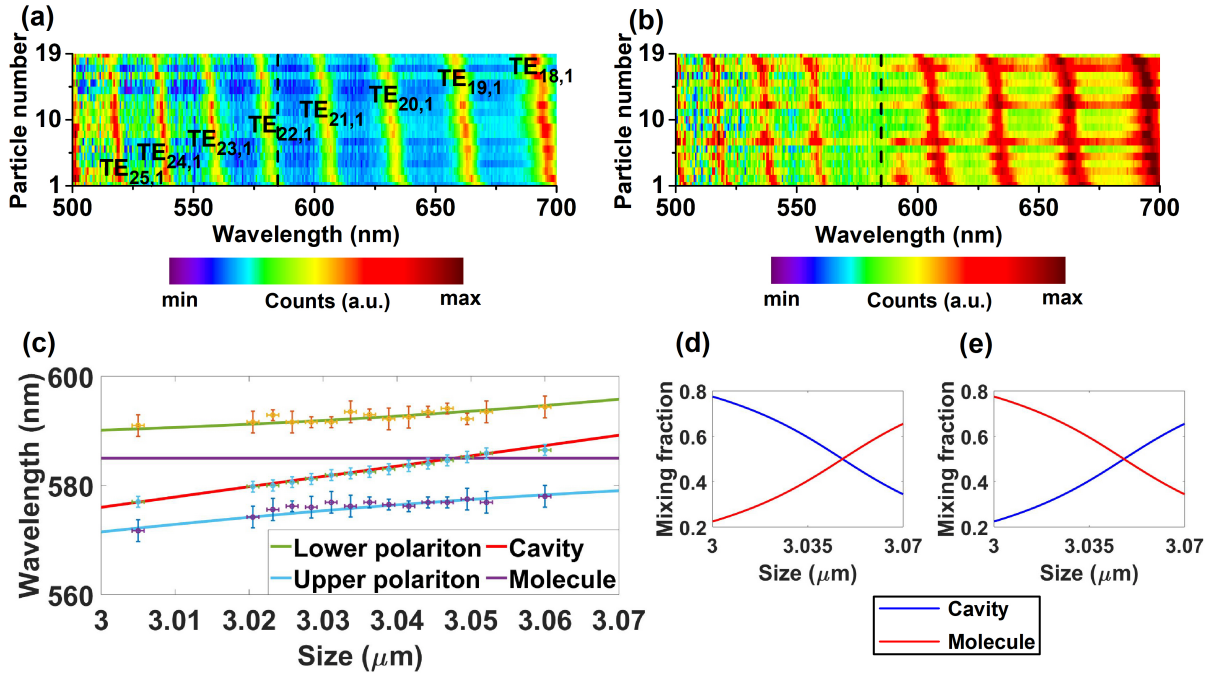 (a)
Particle number
19
10
1
TE25,1
TE24,1
TE23,1
TE22,1
TE21,1
TE20,1
TE19,1
TE18,1
500
550
600
650
700
Wavelength (nm)
min
Counts (a.u.)
max
(b)
Particle number
19
10
1
500
550
600
650
700
Wavelength (nm)
min
Counts (a.u.)
max
(c)
Wavelength (nm)
600
580
560
Lower polariton
Cavity
Upper polariton
Molecule
3
3.01
3.02
3.03
3.04
3.05
3.06
3.07
Size (μm)
(d)
Mixing fraction
0.8
0.6
0.4
0.2
3
3.035
3.07
Size (μm)
(e)
Mixing fraction
0.8
0.6
0.4
0.2
3
3.035
3.07
Size (μm)
Cavity
Molecule